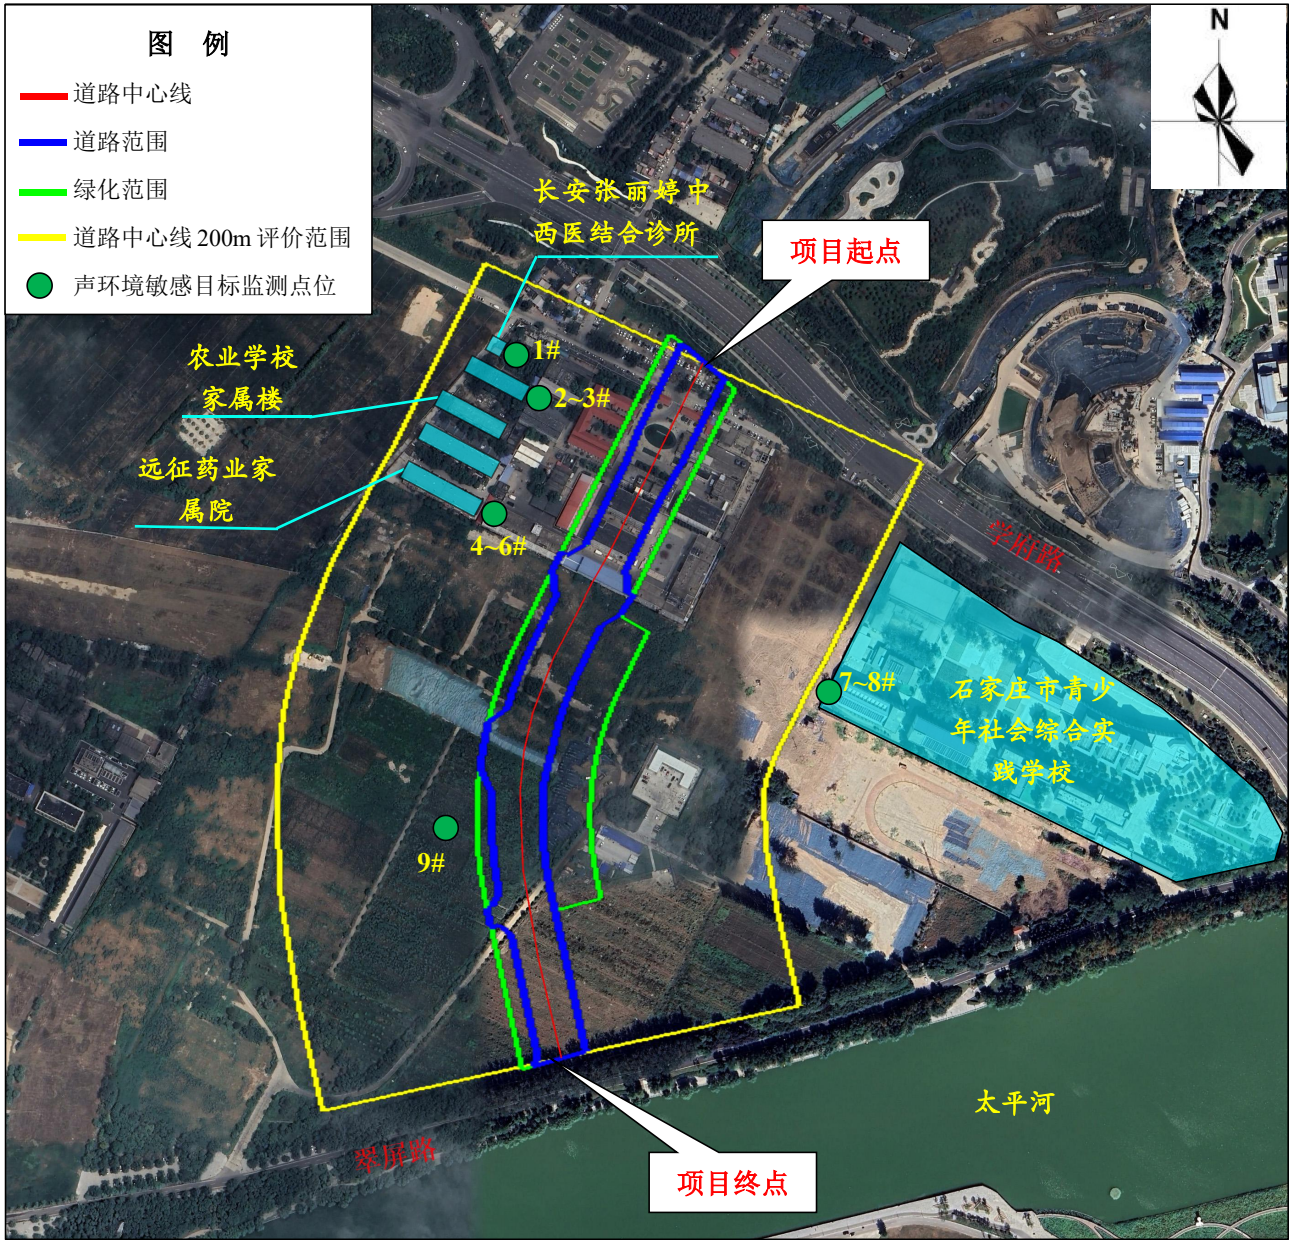 图 例
道路中心线
道路范围
绿化范围
道路中心线 200m 评价范围
声环境敏感目标监测点位
N
长安张丽婷中
西医结合诊所
项目起点
农业学校
家属楼
1#
2~3#
远征药业家
属院
4~6#
学府路
7~8#
石家庄市青少
年社会综合实
践学校
9#
太平河
翠屏路
项目终点